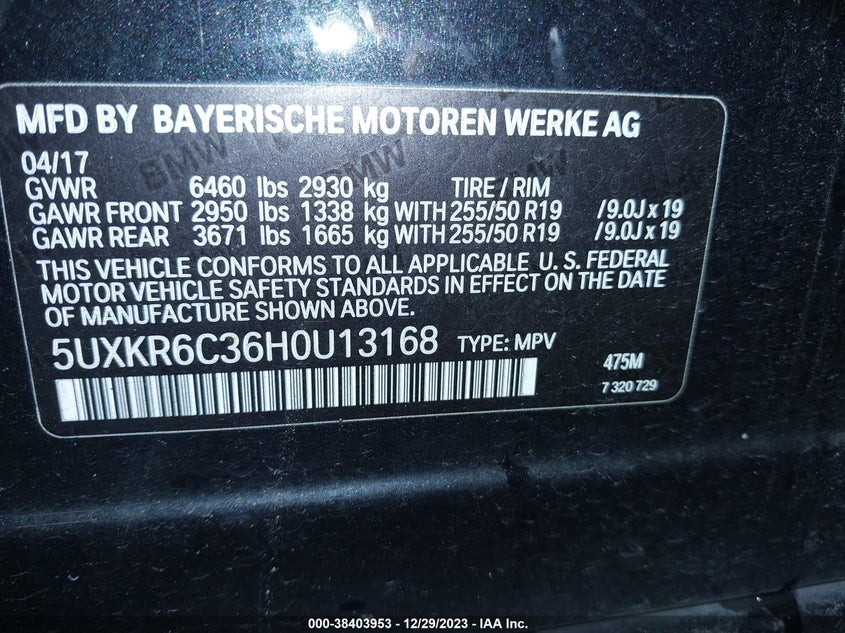 MFD BY BAYERISCHE MOTOREN WERKE AG
04/17
GVWR 6460 lbs 2930 kg TIRE / RIM
GAWR FRONT 2950 lbs 1338 kg WITH 255/50 R19 /9.0J x 19
GAWR REAR 3671 lbs 1665 kg WITH 255/50 R19 /9.0J x 19
THIS VEHICLE CONFORMS TO ALL APPLICABLE U. S. FEDERAL
MOTOR VEHICLE SAFETY STANDARDS IN EFFECT ON THE DATE
OF MANUFACTURE SHOWN ABOVE.
5UXKR6C36H0U13168 TYPE: MPV
475M
7 320 729
BMW
BMW
000-38403953 - 12/29/2023 - IAA Inc.